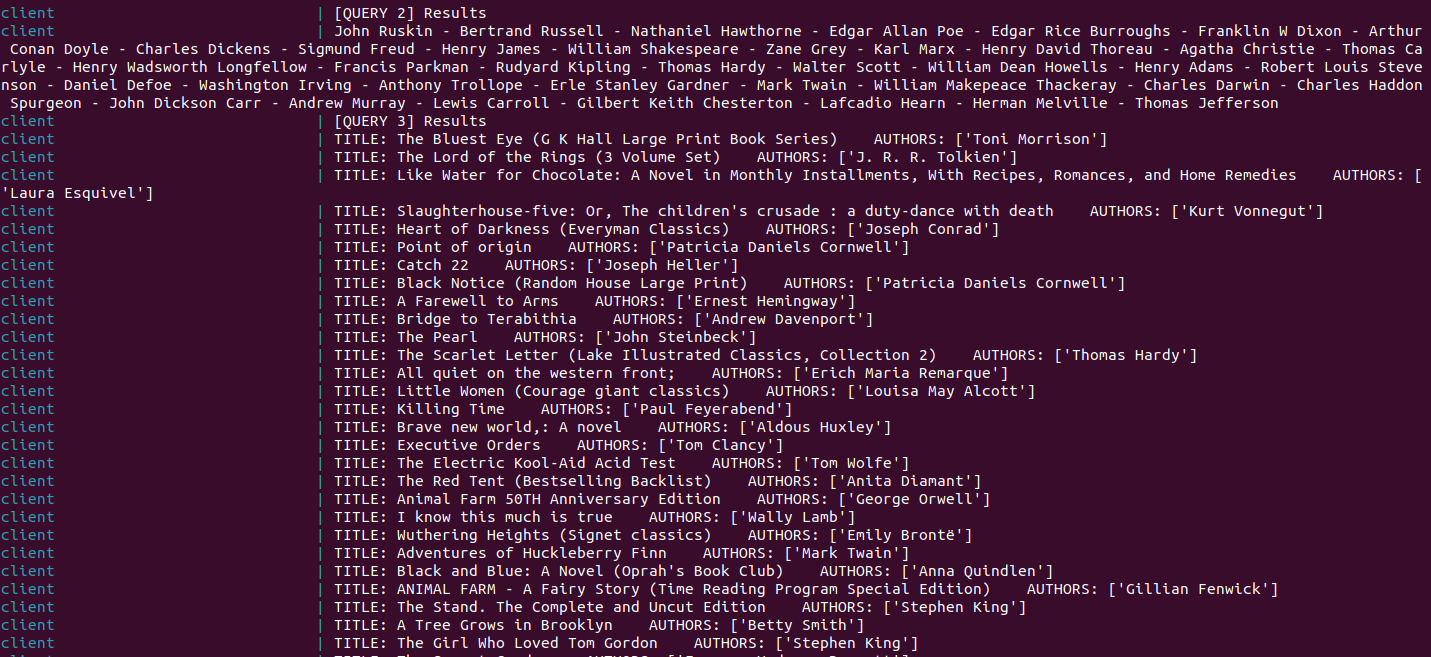 client | [QUERY 2] Results
client | John Ruskin - Bertrand Russell - Nathaniel Hawthorne - Edgar Allan Poe - Edgar Rice Burroughs - Franklin W Dixon - Arthur
Conan Doyle - Charles Dickens - Sigmund Freud - Henry James - William Shakespeare - Zane Grey - Karl Marx - Henry David Thoreau - Agatha Christie - Thomas Ca
rlyle - Henry Wadsworth Longfellow - Francis Parkman - Rudyard Kipling - Thomas Hardy - Walter Scott - William Dean Howells - Henry Adams - Robert Louis Steve
nson - Daniel Defoe - Washington Irving - Anthony Trollope - Erle Stanley Gardner - Mark Twain - William Makepeace Thackeray - Charles Darwin - Charles Haddon
Spurgeon - John Dickson Carr - Andrew Murray - Lewis Carroll - Gilbert Keith Chesterton - Lafcadio Hearn - Herman Melville - Thomas Jefferson
client | [QUERY 3] Results
client | TITLE: The Bluest Eye (G K Hall Large Print Book Series) AUTHORS: ['Toni Morrison']
client | TITLE: The Lord of the Rings (3 Volume Set) AUTHORS: ['J. R. R. Tolkien']
client | TITLE: Like Water for Chocolate: A Novel in Monthly Installments, With Recipes, Romances, and Home Remedies AUTHORS: [
'Laura Esquivel']
client | TITLE: Slaughterhouse-five: Or, The children's crusade : a duty-dance with death AUTHORS: ['Kurt Vonnegut']
client | TITLE: Heart of Darkness (Everyman Classics) AUTHORS: ['Joseph Conrad']
client | TITLE: Point of origin AUTHORS: ['Patricia Daniels Cornwell']
client | TITLE: Catch 22 AUTHORS: ['Joseph Heller']
client | TITLE: Black Notice (Random House Large Print) AUTHORS: ['Patricia Daniels Cornwell']
client | TITLE: A Farewell to Arms AUTHORS: ['Ernest Hemingway']
client | TITLE: Bridge to Terabithia AUTHORS: ['Andrew Davenport']
client | TITLE: The Pearl AUTHORS: ['John Steinbeck']
client | TITLE: The Scarlet Letter (Lake Illustrated Classics, Collection 2) AUTHORS: ['Thomas Hardy']
client | TITLE: All quiet on the western front; AUTHORS: ['Erich Maria Remarque']
client | TITLE: Little Women (Courage giant classics) AUTHORS: ['Louisa May Alcott']
client | TITLE: Killing Time AUTHORS: ['Paul Feyerabend']
client | TITLE: Brave new world,: A novel AUTHORS: ['Aldous Huxley']
client | TITLE: Executive Orders AUTHORS: ['Tom Clancy']
client | TITLE: The Electric Kool-Aid Acid Test AUTHORS: ['Tom Wolfe']
client | TITLE: The Red Tent (Bestselling Backlist) AUTHORS: ['Anita Diamant']
client | TITLE: Animal Farm 50TH Anniversary Edition AUTHORS: ['George Orwell']
client | TITLE: I know this much is true AUTHORS: ['Wally Lamb']
client | TITLE: Wuthering Heights (Signet classics) AUTHORS: ['Emily Brontë']
client | TITLE: Adventures of Huckleberry Finn AUTHORS: ['Mark Twain']
client | TITLE: Black and Blue: A Novel (Oprah's Book Club) AUTHORS: ['Anna Quindlen']
client | TITLE: ANIMAL FARM - A Fairy Story (Time Reading Program Special Edition) AUTHORS: ['Gillian Fenwick']
client | TITLE: The Stand. The Complete and Uncut Edition AUTHORS: ['Stephen King']
client | TITLE: A Tree Grows in Brooklyn AUTHORS: ['Betty Smith']
client | TITLE: The Girl Who Loved Tom Gordon AUTHORS: ['Stephen King']